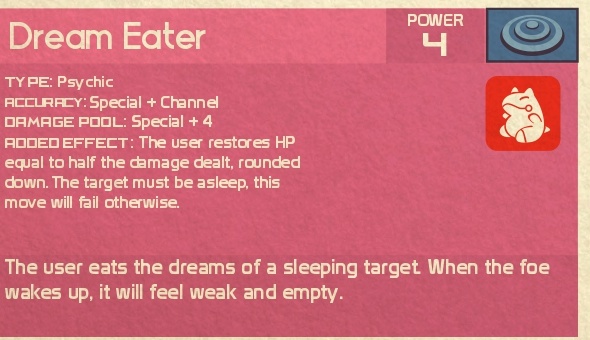 Dream Eater
POWER
4
TYPE: Psychic
ACCURACY: Special + Channel
DAMAGE POOL: Special + 4
ADDED EFFECT: The user restores HP
equal to half the damage dealt, rounded
down. The target must be asleep, this
move will fail otherwise.
The user eats the dreams of a sleeping target. When the foe
wakes up, it will feel weak and empty.